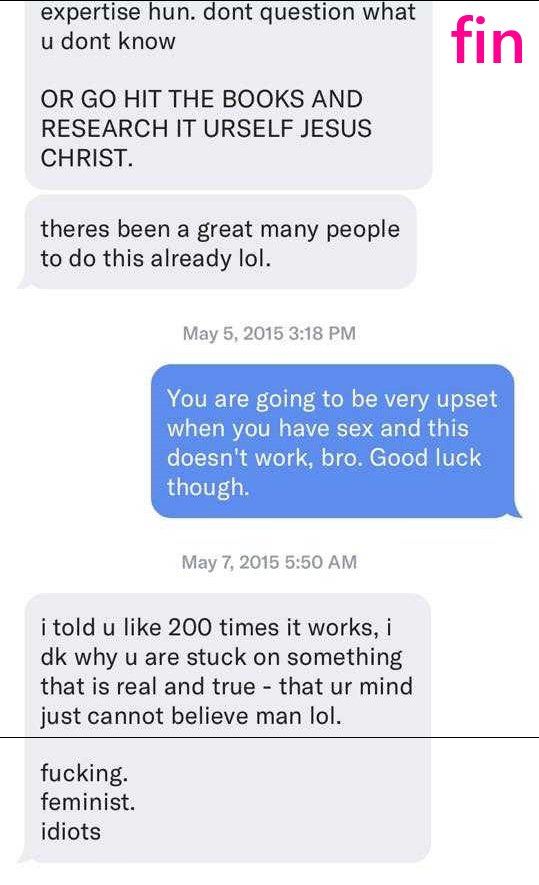 expertise hun. dont question what
u dont know
fin
OR GO HIT THE BOOKS AND
RESEARCH IT URSELF JESUS
CHRIST.
theres been a great many people
to do this already lol.
May 5, 2015 3:18 PM
You are going to be very upset
when you have sex and this
doesn't work, bro. Good luck
though.
May 7, 2015 5:50 AM
i told u like 200 times it works, i
dk why u are stuck on something
that is real and true - that ur mind
just cannot believe man lol.
fucking.
feminist.
idiots